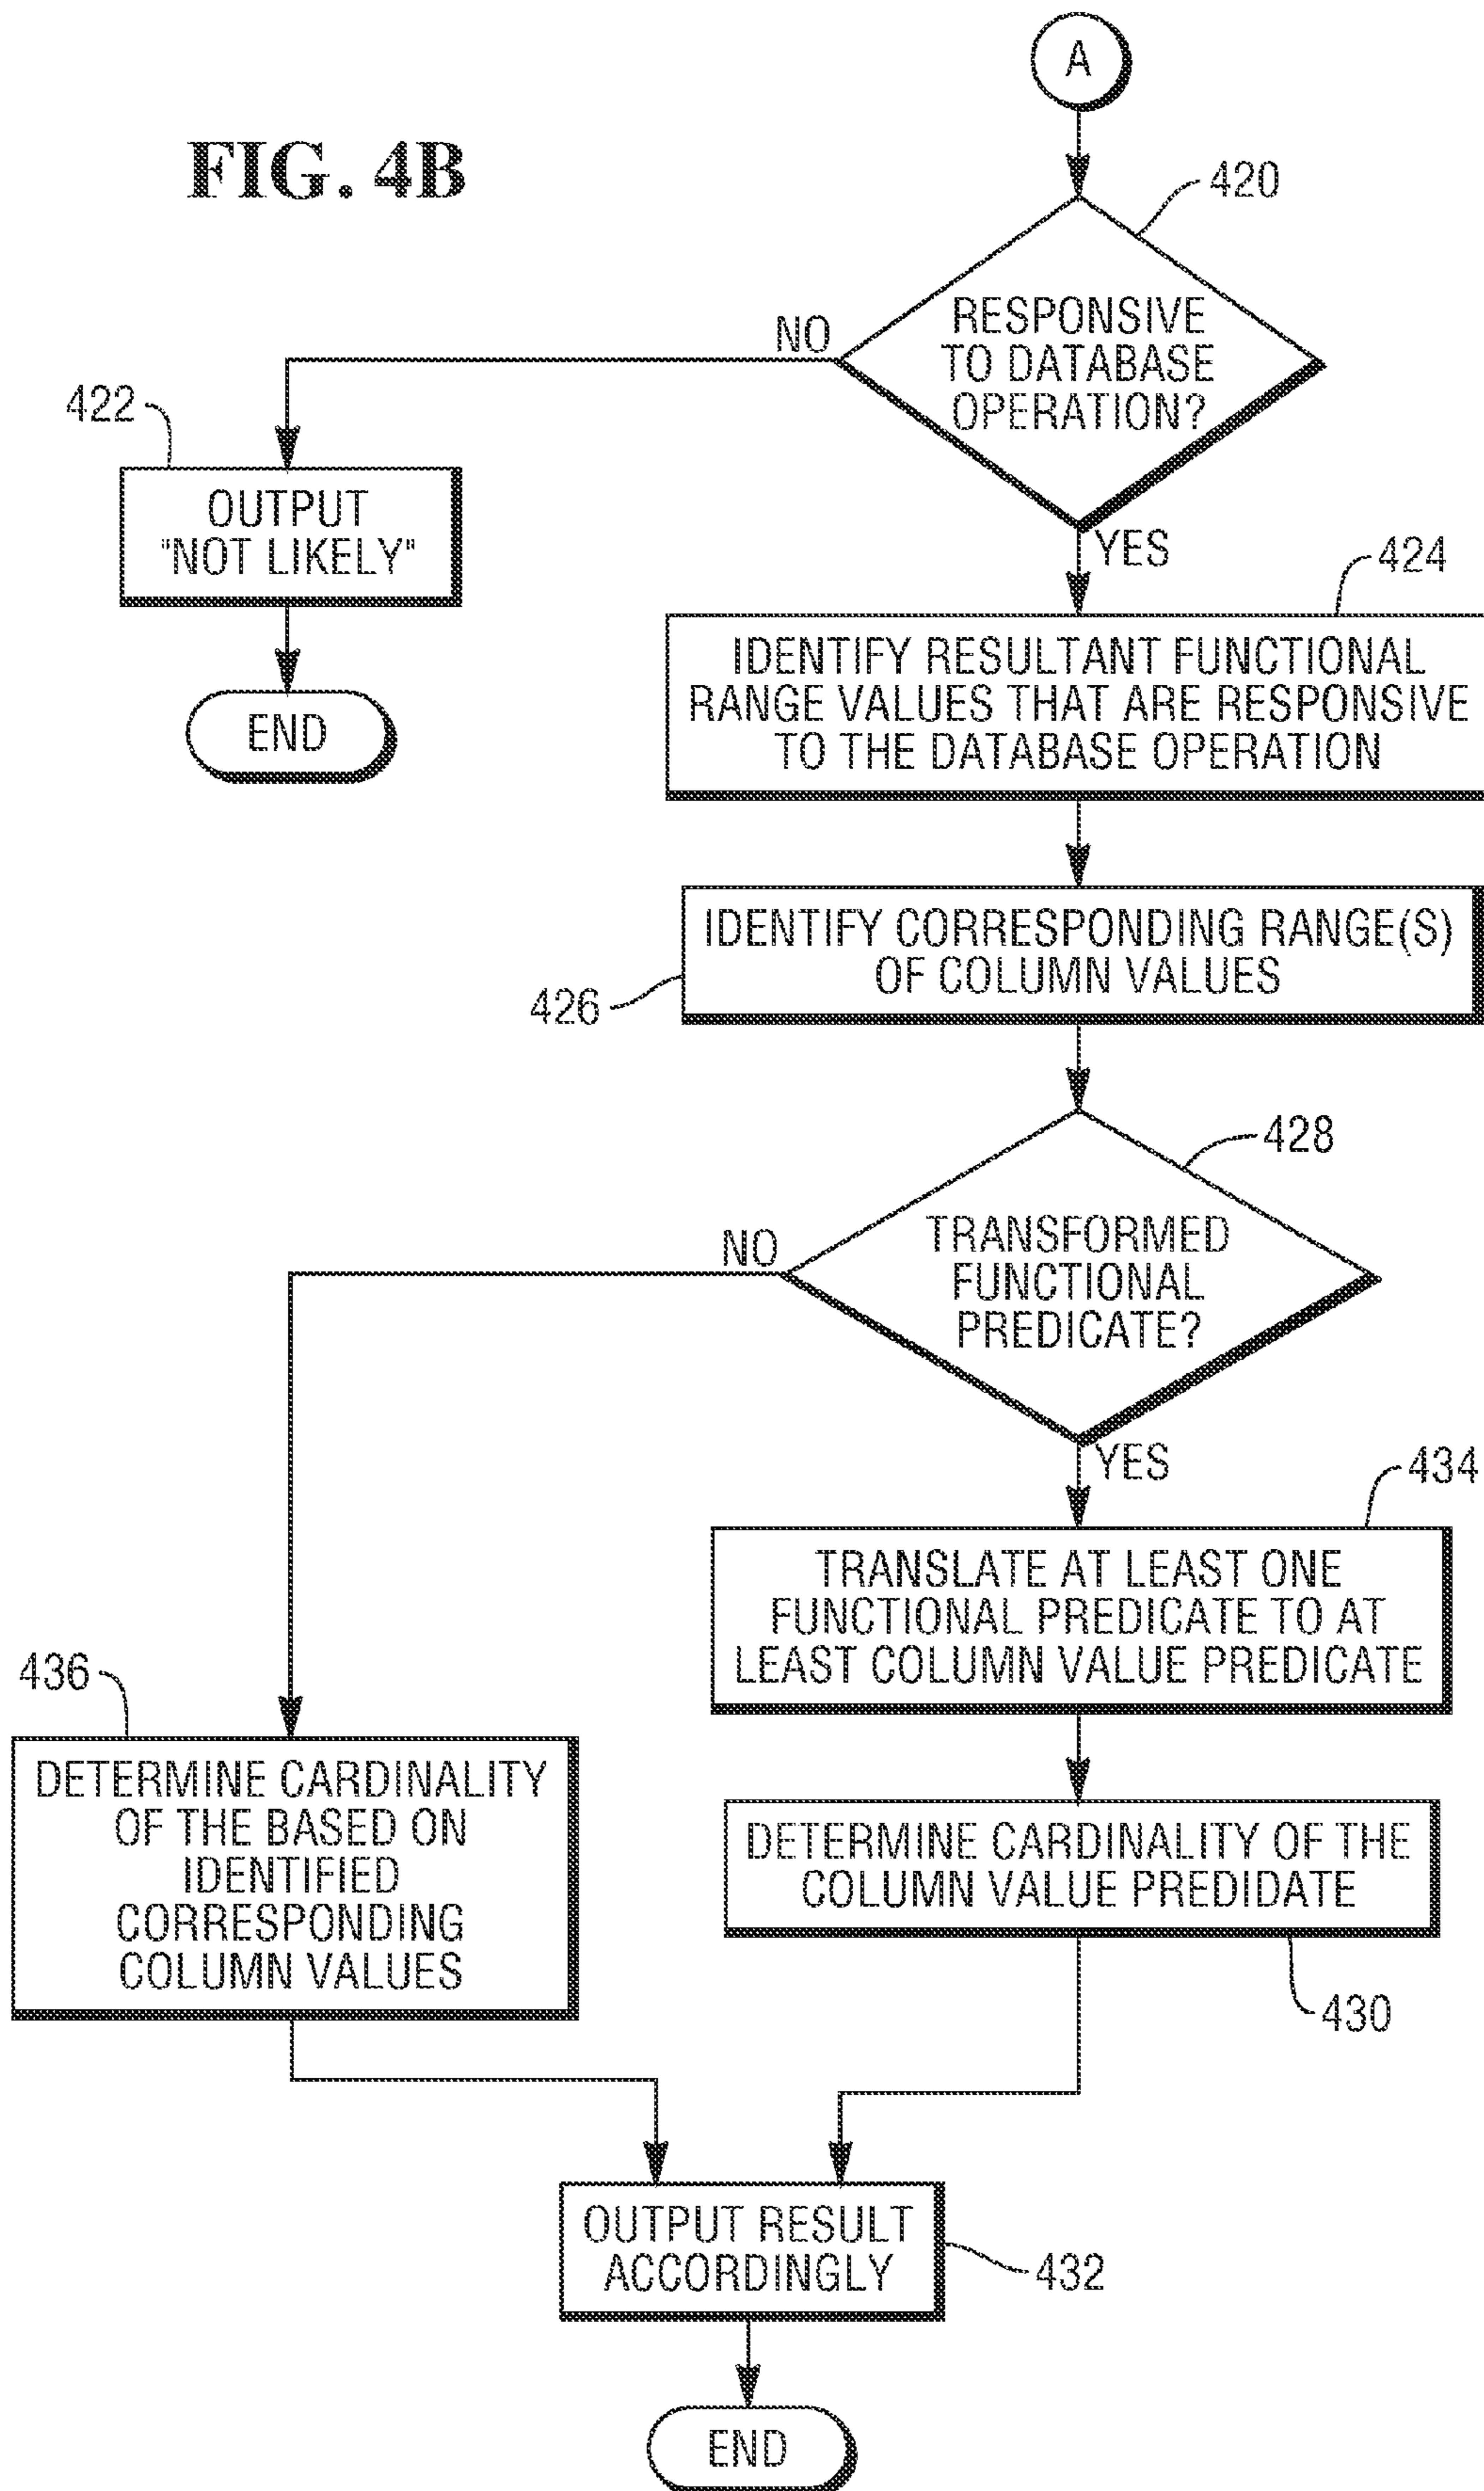 A
FIG. 4B
420
RESPONSIVE
TO DATABASE
OPERATION?
NO
422
OUTPUT
"NOT LIKELY"
END
YES
424
IDENTIFY RESULTANT FUNCTIONAL
RANGE VALUES THAT ARE RESPONSIVE
TO THE DATABASE OPERATION
IDENTIFY CORRESPONDING RANGE(S)
OF COLUMN VALUES
426
428
TRANSFORMED
FUNCTIONAL
PREDICATE?
NO
YES
434
TRANSLATE AT LEAST ONE
FUNCTIONAL PREDICATE TO AT
LEAST COLUMN VALUE PREDICATE
436
DETERMINE CARDINALITY
OF THE BASED ON
IDENTIFIED
CORRESPONDING
COLUMN VALUES
DETERMINE CARDINALITY OF THE
COLUMN VALUE PREDIDATE
430
OUTPUT RESULT
ACCORDINGLY
432
END